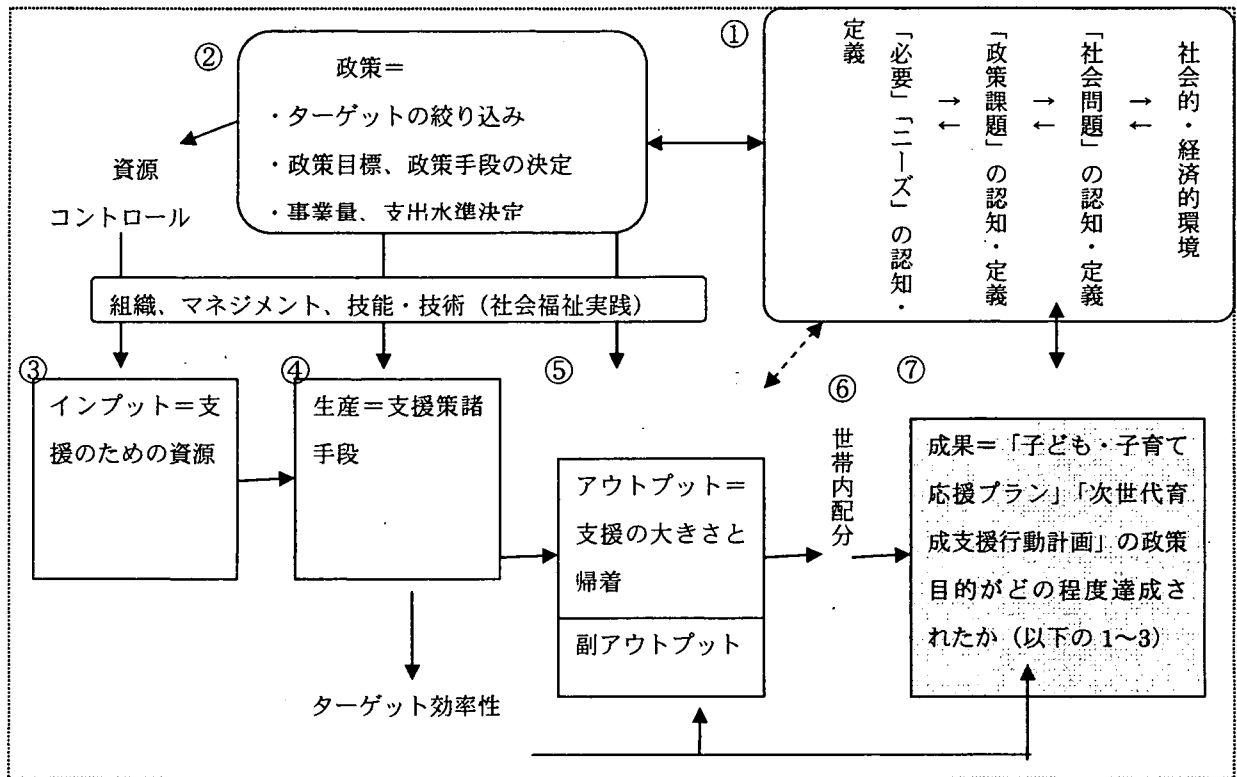 ①
社会的・経済的環境
→
←
「社会問題」の認知・定義
→
←
「政策課題」の認知・定義
→
←
「必要」「ニーズ」の認知・
定義
②
政策＝
・ターゲットの絞り込み
・政策目標、政策手段の決定
・事業量、支出水準決定
資源
コントロール
組織、マネジメント、技能・技術（社会福祉実践）
③
インプット＝支
援のための資源
④
生産＝支援策諸
手段
ターゲット効率性
⑤
アウトプット＝
支援の大きさと
帰着
副アウトプット
⑥
世帯内配分
⑦
成果＝「子ども・子育て
応援プラン」「次世代育
成支援行動計画」の政策
目的がどの程度達成さ
れたか（以下の 1～3）